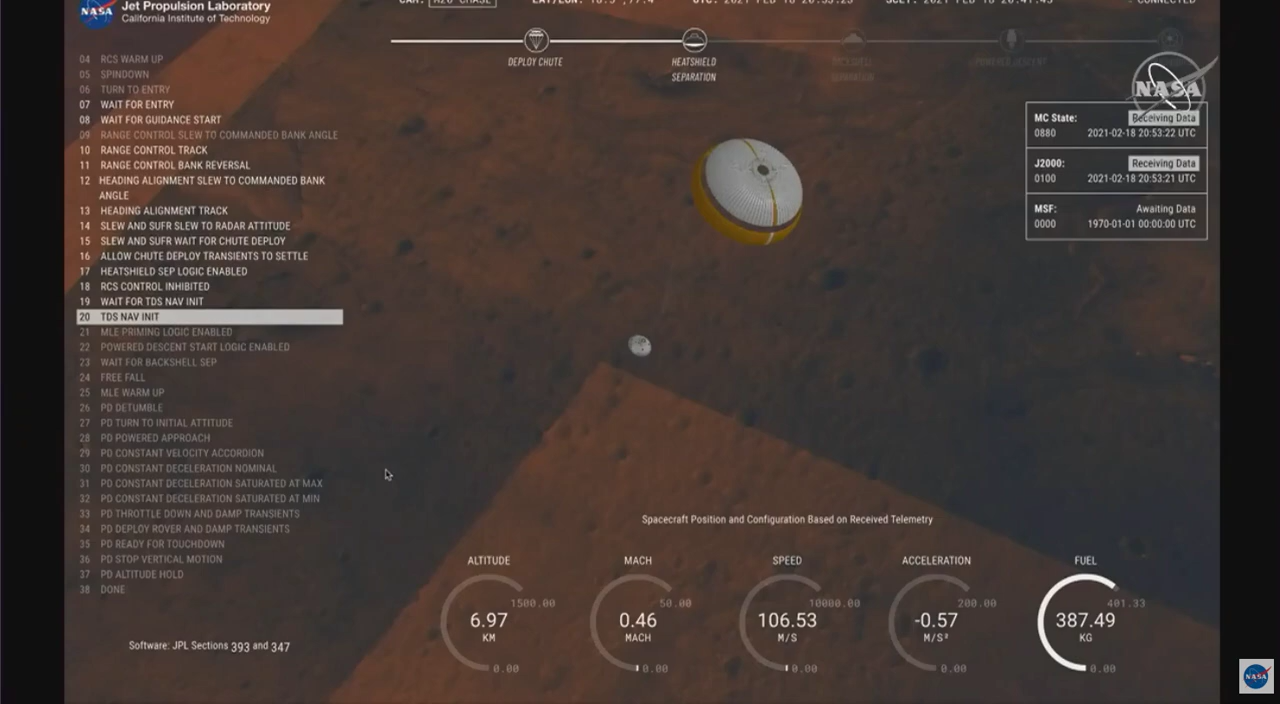 NASA
Jet Propulsion Laboratory
California Institute of Technology
DEPLOY CHUTE
HEATSHIELD
SEPARATION
BACKSHELL
SEPARATION
POWERED DESCENT
NASA
MC State: Receiving Data
0880 2021-02-18 20:53:22 UTC
J2000: Receiving Data
0100 2021-02-18 20:53:21 UTC
MSF: Awaiting Data
0000 1970-01-01 00:00:00 UTC
04 RCS WARM UP
05 SPINDOWN
06 TURN TO ENTRY
07 WAIT FOR ENTRY
08 WAIT FOR GUIDANCE START
09 RANGE CONTROL SLEW TO COMMANDED BANK ANGLE
10 RANGE CONTROL TRACK
11 RANGE CONTROL BANK REVERSAL
12 HEADING ALIGNMENT SLEW TO COMMANDED BANK
ANGLE
13 HEADING ALIGNMENT TRACK
14 SLEW AND SUFR SLEW TO RADAR ATTITUDE
15 SLEW AND SUFR WAIT FOR CHUTE DEPLOY
16 ALLOW CHUTE DEPLOY TRANSIENTS TO SETTLE
17 HEATSHIELD SEP LOGIC ENABLED
18 RCS CONTROL INHIBITED
19 WAIT FOR TDS NAV INIT
20 TDS NAV INIT
21 MLE PRIMING LOGIC ENABLED
22 POWERED DESCENT START LOGIC ENABLED
23 WAIT FOR BACKSHELL SEP
24 FREE FALL
25 MLE WARM UP
26 PD DETUMBLE
27 PD TURN TO INITIAL ATTITUDE
28 PD POWERED APPROACH
29 PD CONSTANT VELOCITY ACCORDION
30 PD CONSTANT DECELERATION NOMINAL
31 PD CONSTANT DECELERATION SATURATED AT MAX
32 PD CONSTANT DECELERATION SATURATED AT MIN
33 PD THROTTLE DOWN AND DAMP TRANSIENTS
34 PD DEPLOY ROVER AND DAMP TRANSIENTS
35 PD READY FOR TOUCHDOWN
36 PD STOP VERTICAL MOTION
37 PD ALTITUDE HOLD
38 DONE
Software: JPL Sections 393 and 347
Spacecraft Position and Configuration Based on Received Telemetry
ALTITUDE MACH SPEED ACCELERATION FUEL
1500.00 50.00 10000.00 200.00 401.33
6.97 0.46 106.53 -0.57 387.49
KM MACH M/S M/S² KG
0.00 0.00 0.00 0.00 0.00
NASA